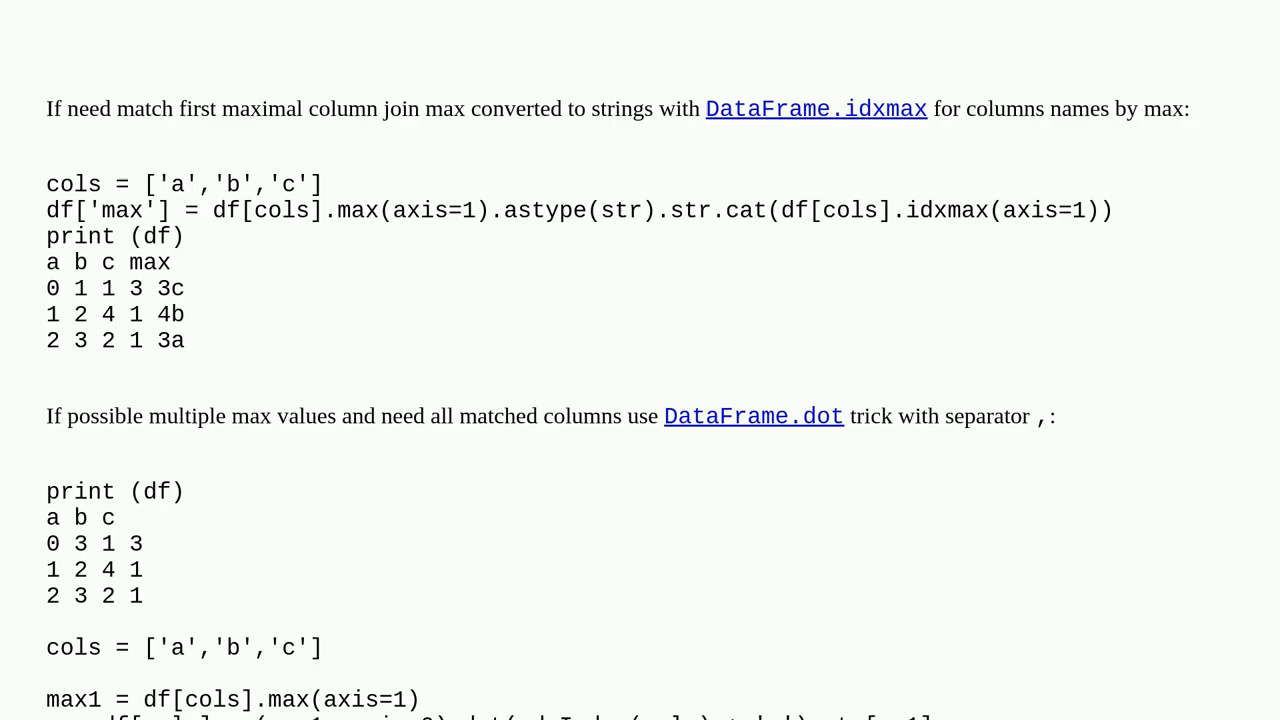 If need match first maximal column join max converted to strings with DataFrame.idxmax for columns names by max:
cols = ['a','b','c']
df['max'] = df[cols].max(axis=1).astype(str).str.cat(df[cols].idxmax(axis=1))
print (df)
a b c max
0 1 1 3 3c
1 2 4 1 4b
2 3 2 1 3a
If possible multiple max values and need all matched columns use DataFrame.dot trick with separator ,:
print (df)
a b c
0 3 1 3
1 2 4 1
2 3 2 1
cols = ['a','b','c']
max1 = df[cols].max(axis=1)